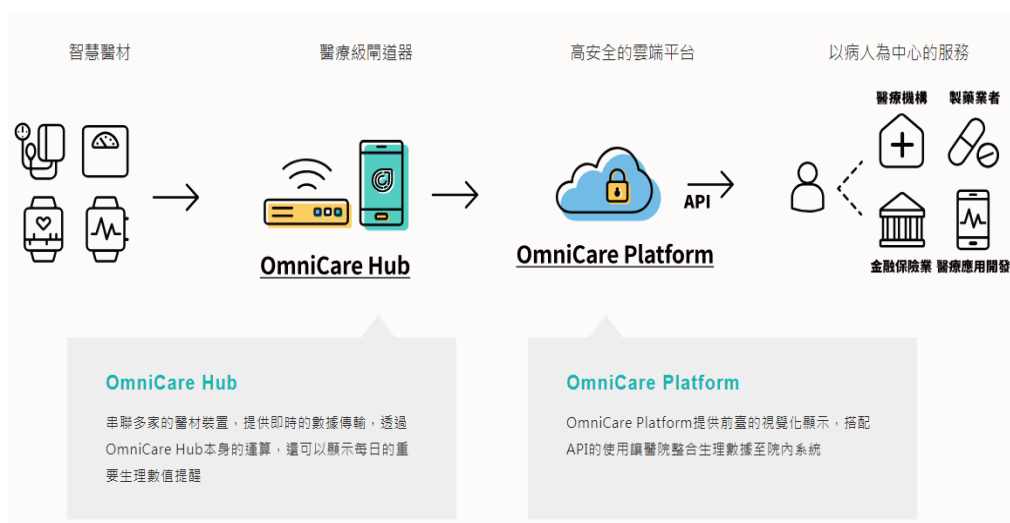 智慧醫材
醫療級閘道器
高安全的雲端平台
以病人為中心的服務
醫療機構
製藥業者
API
金融保險業
醫療應用開發
OmniCare Hub
OmniCare Platform
OmniCare Hub
串聯多家的醫材裝置，提供即時的數據傳輸，透過
OmniCare Hub本身的運算，還可以顯示每日的重
要生理數值提醒
OmniCare Platform
OmniCare Platform提供前臺的視覺化顯示，搭配
API的使用讓醫院整合生理數據至院內系統